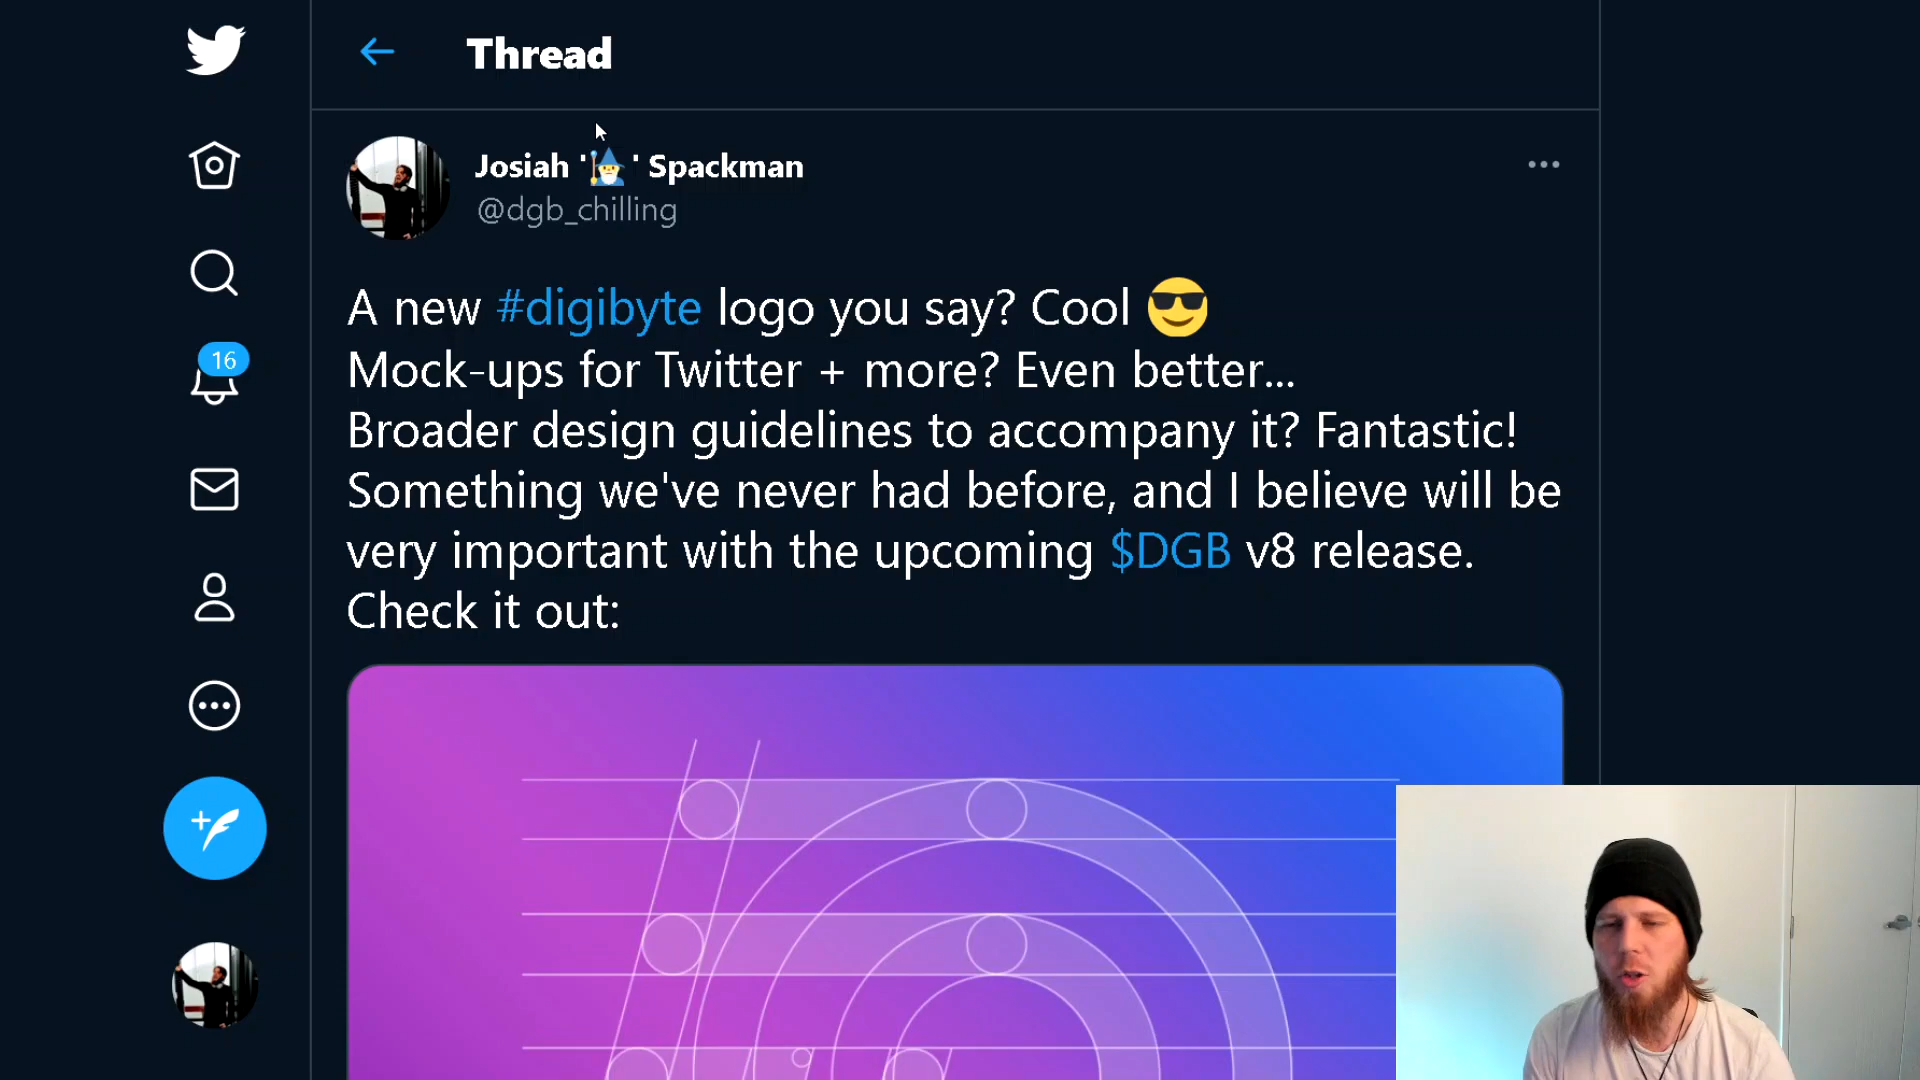 Thread
Josiah '🧙‍♂️' Spackman
@dgb_chilling
A new #digibyte logo you say? Cool 😎
Mock-ups for Twitter + more? Even better...
Broader design guidelines to accompany it? Fantastic!
Something we've never had before, and I believe will be
very important with the upcoming $DGB v8 release.
Check it out:
16